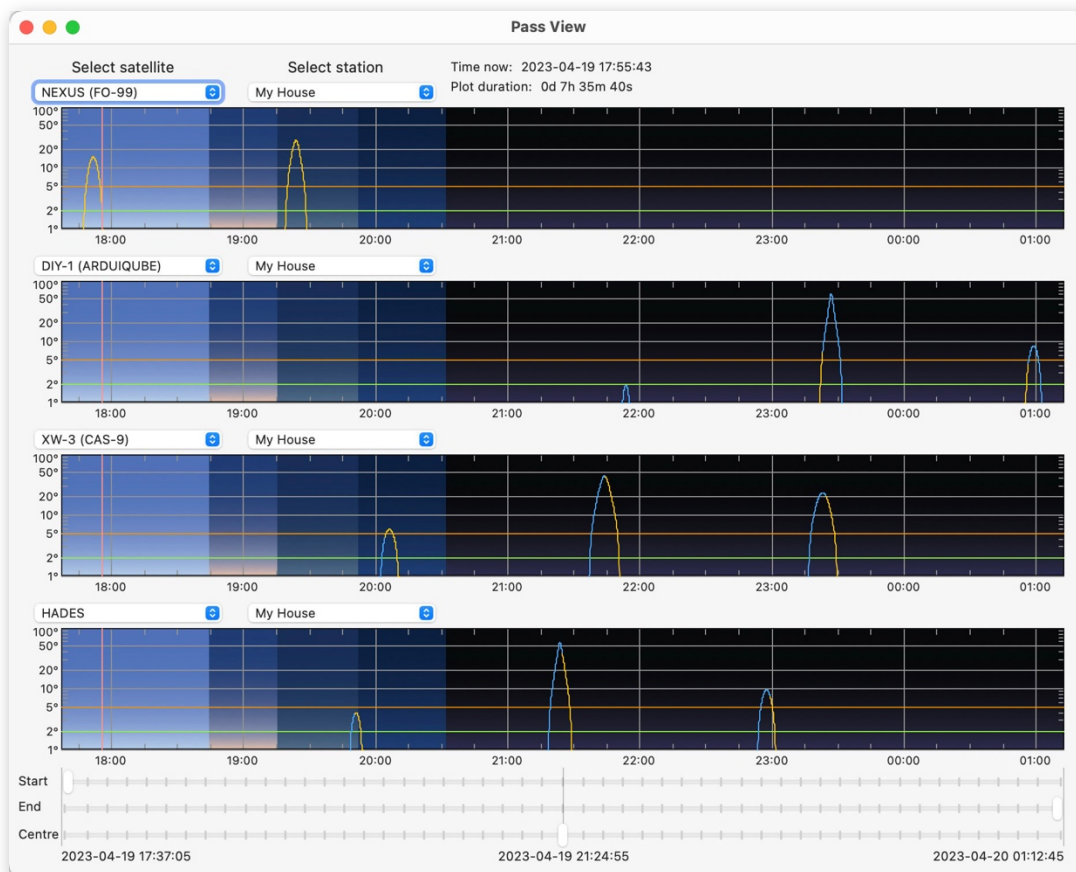 Pass View
Select satellite Select station Time now: 2023-04-19 17:55:43
NEXUS (FO-99) My House Plot duration: 0d 7h 35m 40s
100°
50°
20°
10°
5°
2°
1°
18:00 19:00 20:00 21:00 22:00 23:00 00:00 01:00
DIY-1 (ARDUIQUBE) My House
100°
50°
20°
10°
5°
2°
1°
18:00 19:00 20:00 21:00 22:00 23:00 00:00 01:00
XW-3 (CAS-9) My House
100°
50°
20°
10°
5°
2°
1°
18:00 19:00 20:00 21:00 22:00 23:00 00:00 01:00
HADES My House
100°
50°
20°
10°
5°
2°
1°
18:00 19:00 20:00 21:00 22:00 23:00 00:00 01:00
Start
End
Centre
2023-04-19 17:37:05 2023-04-19 21:24:55 2023-04-20 01:12:45